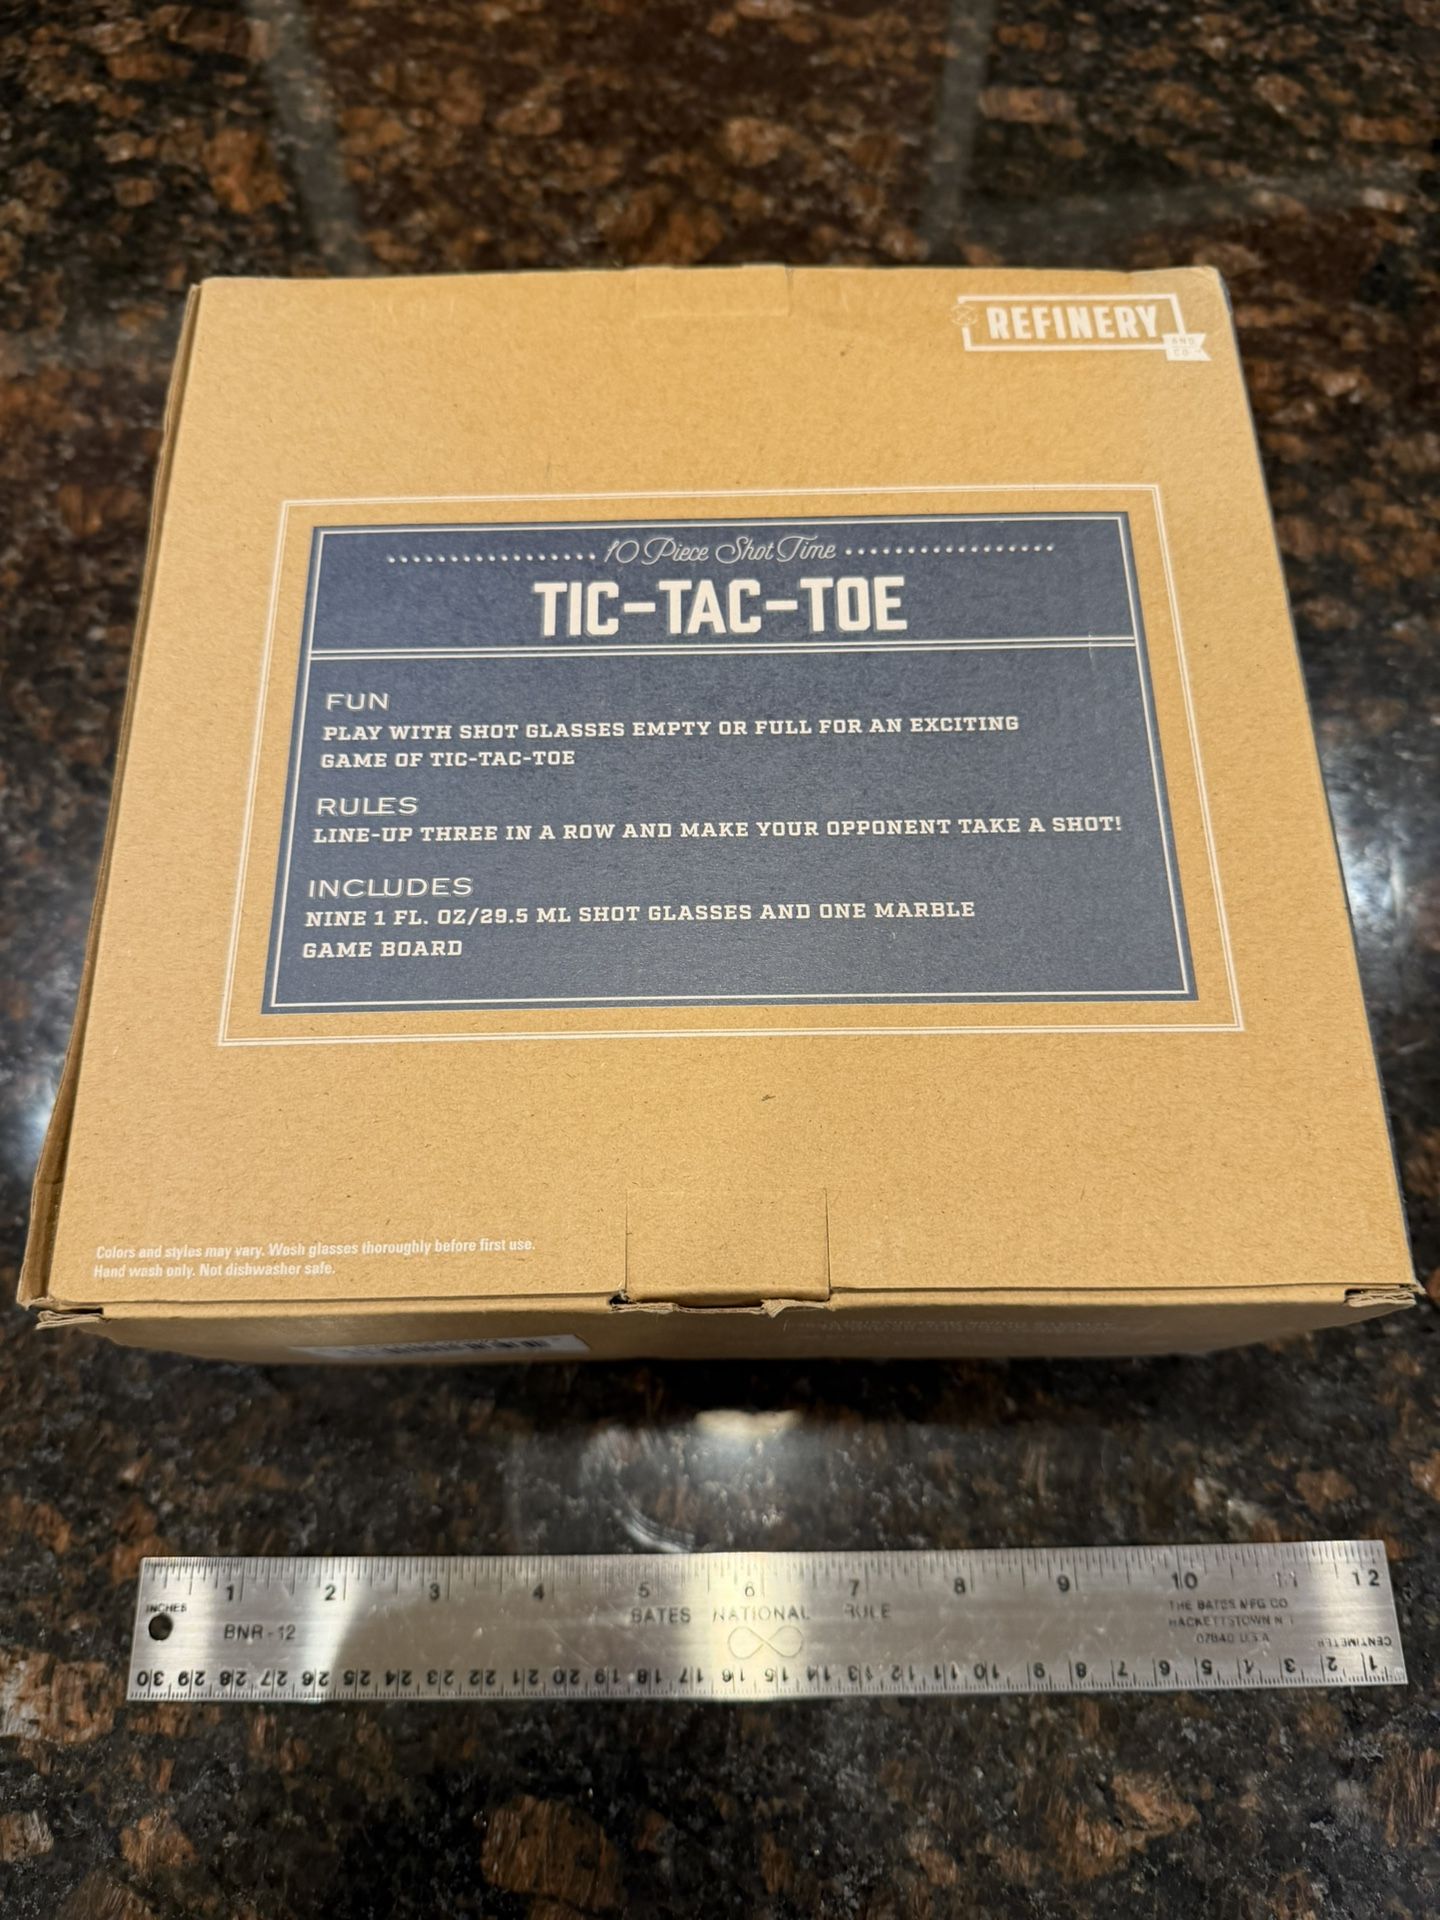 REFINERY
AND
CO
10 Piece Shot Time
TIC-TAC-TOE
FUN
PLAY WITH SHOT GLASSES EMPTY OR FULL FOR AN EXCITING
GAME OF TIC-TAC-TOE
RULES
LINE-UP THREE IN A ROW AND MAKE YOUR OPPONENT TAKE A SHOT!
INCLUDES
NINE 1 FL. OZ/29.5 ML SHOT GLASSES AND ONE MARBLE
GAME BOARD
Colors and styles may vary. Wash glasses thoroughly before first use.
Hand wash only. Not dishwasher safe.
1 2 3 4 5 6 7 8 9 10 11 12
INCHES
BNR-12
BATES NATIONAL RULE
THE BATES MFG CO
HACKETTSTOWN N J
07840 U.S.A
CENTIMETER
30 29 28 27 26 25 24 23 22 21 20 19 18 17 16 15 14 13 12 11 10 9 8 7 6 5 4 3 2 1